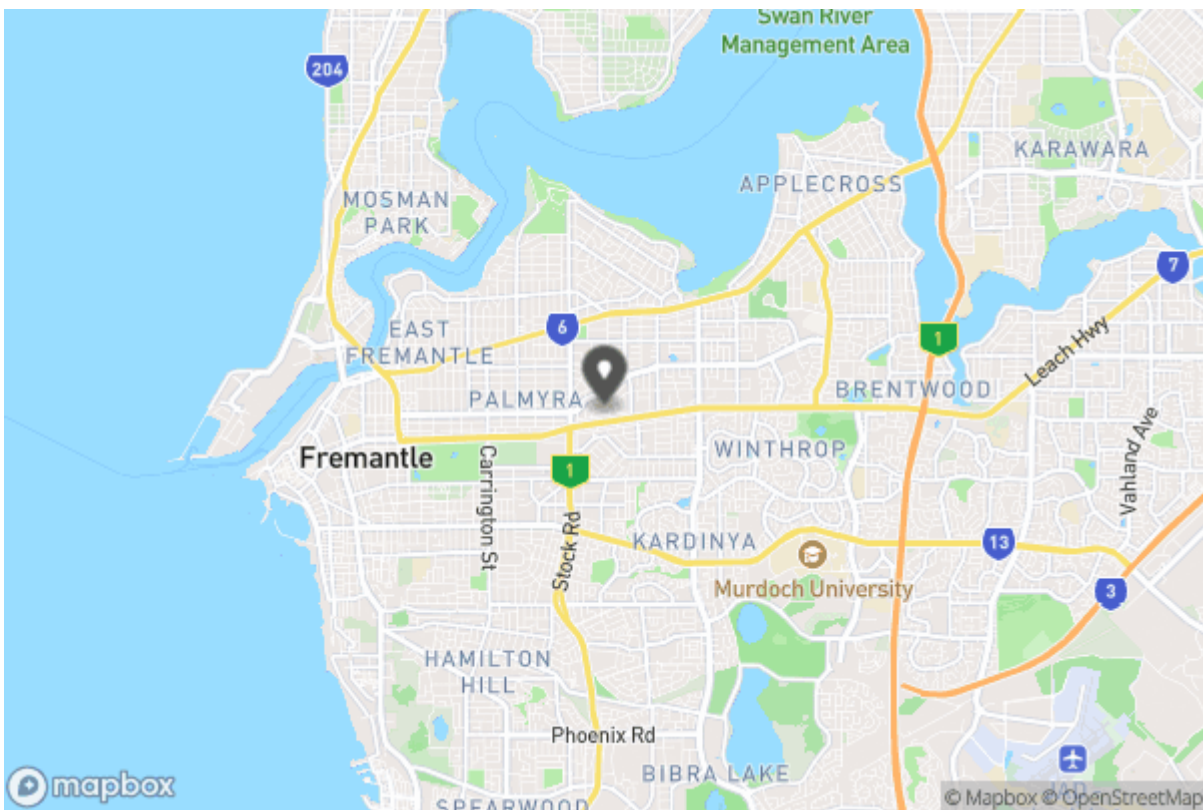 Swan River
Management Area
204
KARAWARA
APPLECROSS
MOSMAN
PARK
7
6
EAST
FREMANTLE
1
Leach Hwy
BRENTWOOD
PALMYRA
WINTHROP
Vahland Ave
Fremantle
Carrington St
1
Stock Rd
KARDINYA
13
Murdoch University
3
HAMILTON
HILL
Phoenix Rd
BIBRA LAKE
mapbox
SPEARWOOD
© Mapbox © OpenStreetMap